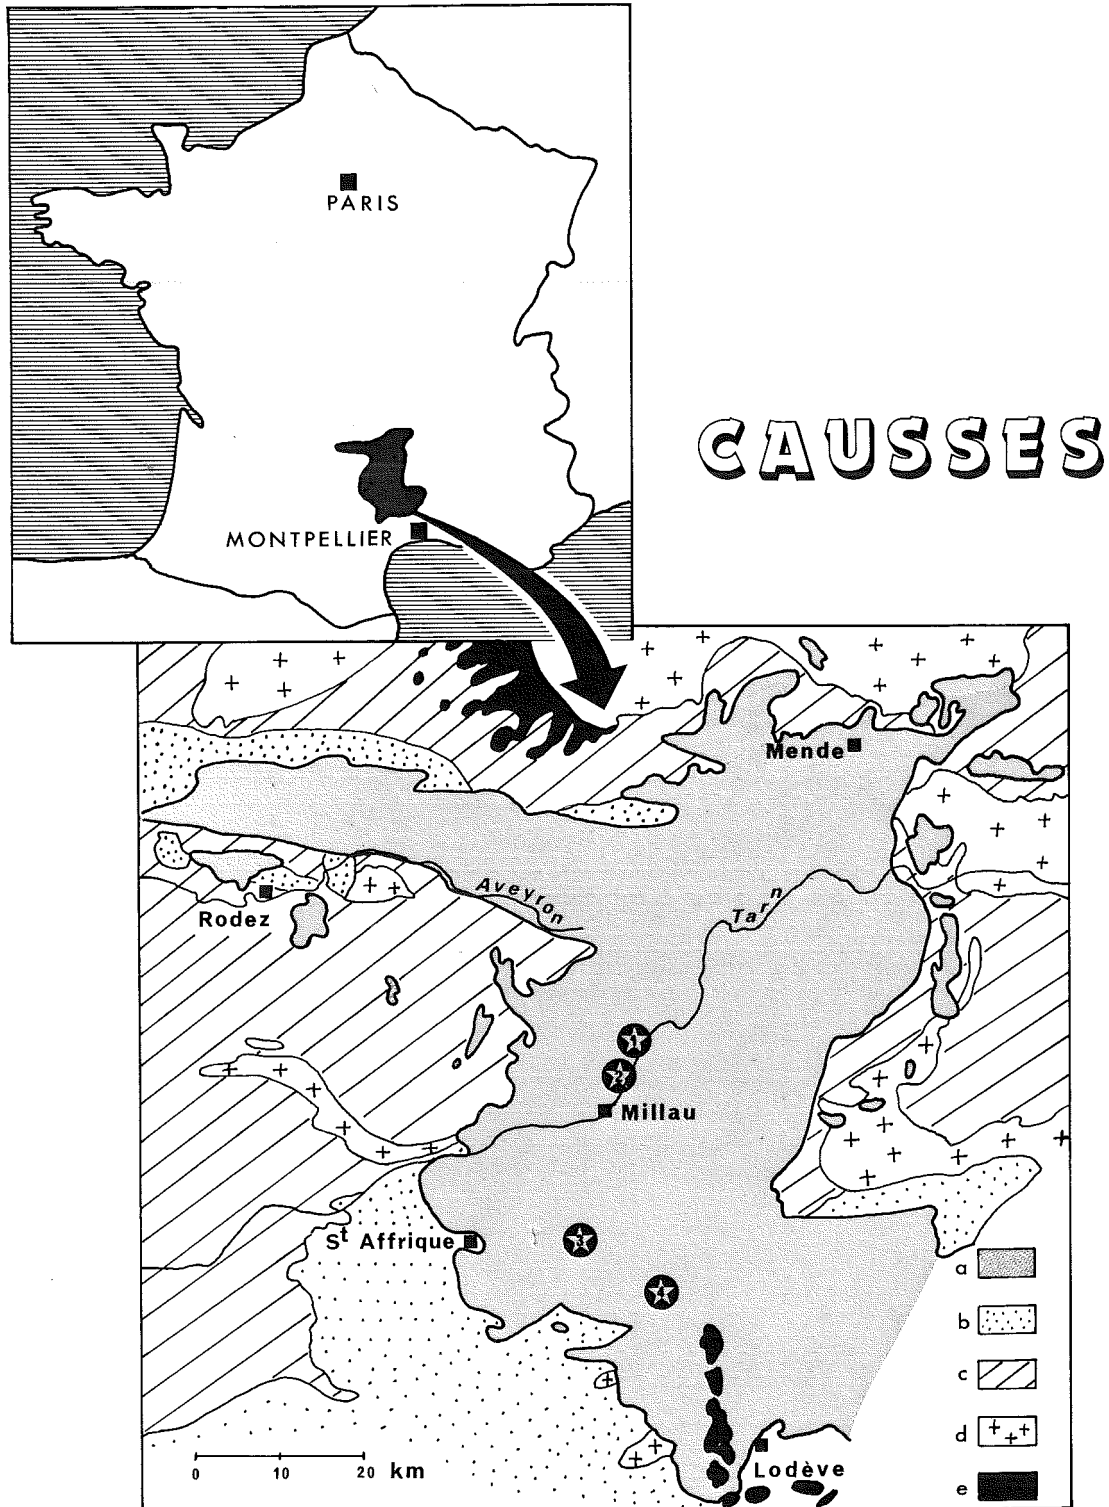 PARIS
CAUSSES
MONTPELLIER
Mende
Aveyron
Tarn
Rodez
1
2
Millau
St Affrique
3
4
a
b
c
d
e
0 10 20 km
Lodève